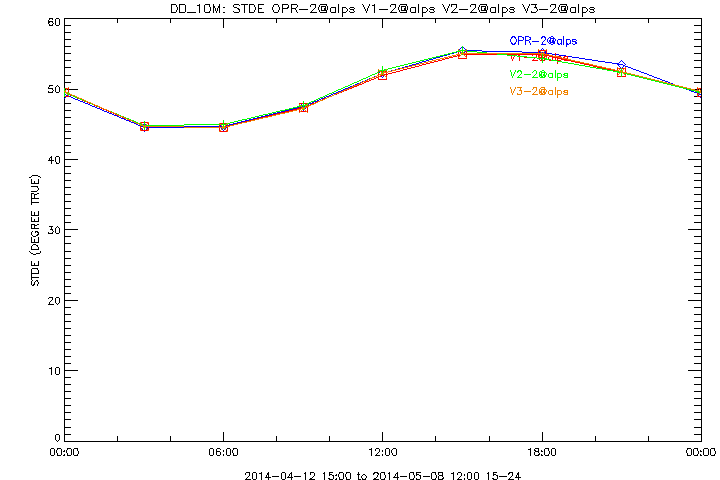 DD_10M: STDE OPR-2@alps V1-2@alps V2-2@alps V3-2@alps
60
OPR-2@alps
V1-2@alps
V2-2@alps
V3-2@alps
50
40
30
20
10
0
STDE (DEGREE TRUE)
00:00 06:00 12:00 18:00 00:00
2014-04-12 15:00 to 2014-05-08 12:00 15-24